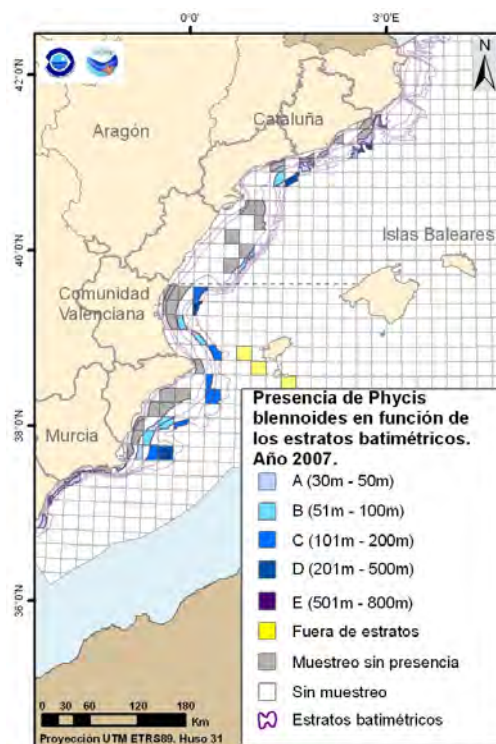 0°0'
3°0'E
N
42°0'N
Cataluña
Aragón
40°0'N
Islas Baleares
Comunidad
Valenciana
Presencia de Phycis
blennoides en función de
los estratos batimétricos.
Año 2007.
38°0'N
Murcia
A (30m - 50m)
B (51m - 100m)
C (101m - 200m)
D (201m - 500m)
E (501m - 800m)
36°0'N
Fuera de estratos
Muestreo sin presencia
Sin muestreo
Estratos batimétricos
0 30 60 120 180
Km
Proyección UTM ETRS89. Huso 31